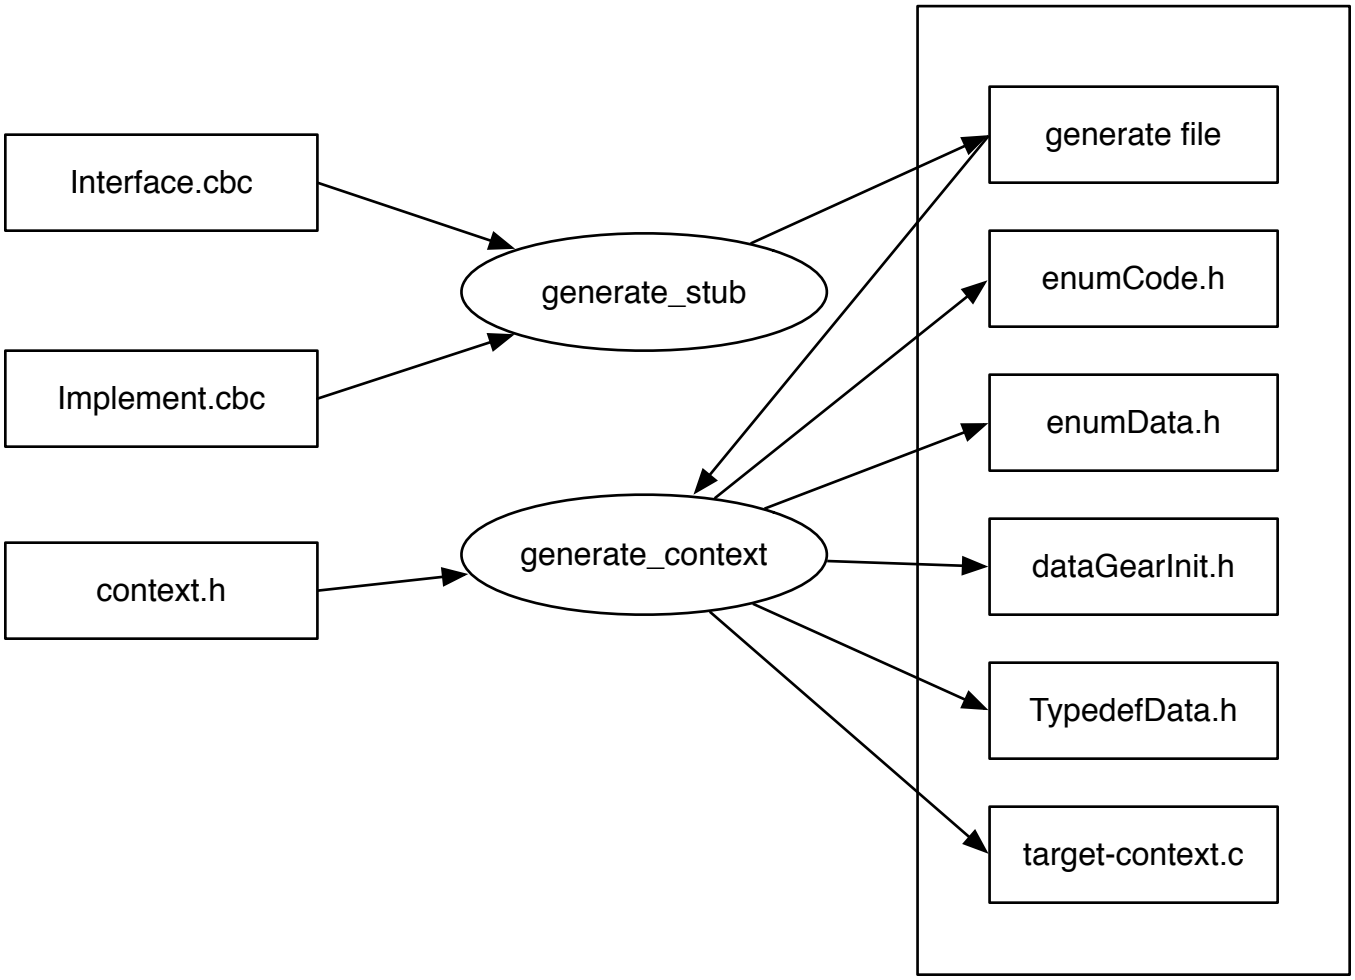 Interface.cbc
Implement.cbc
context.h
generate_stub
generate_context
generate file
enumCode.h
enumData.h
dataGearInit.h
TypedefData.h
target-context.c